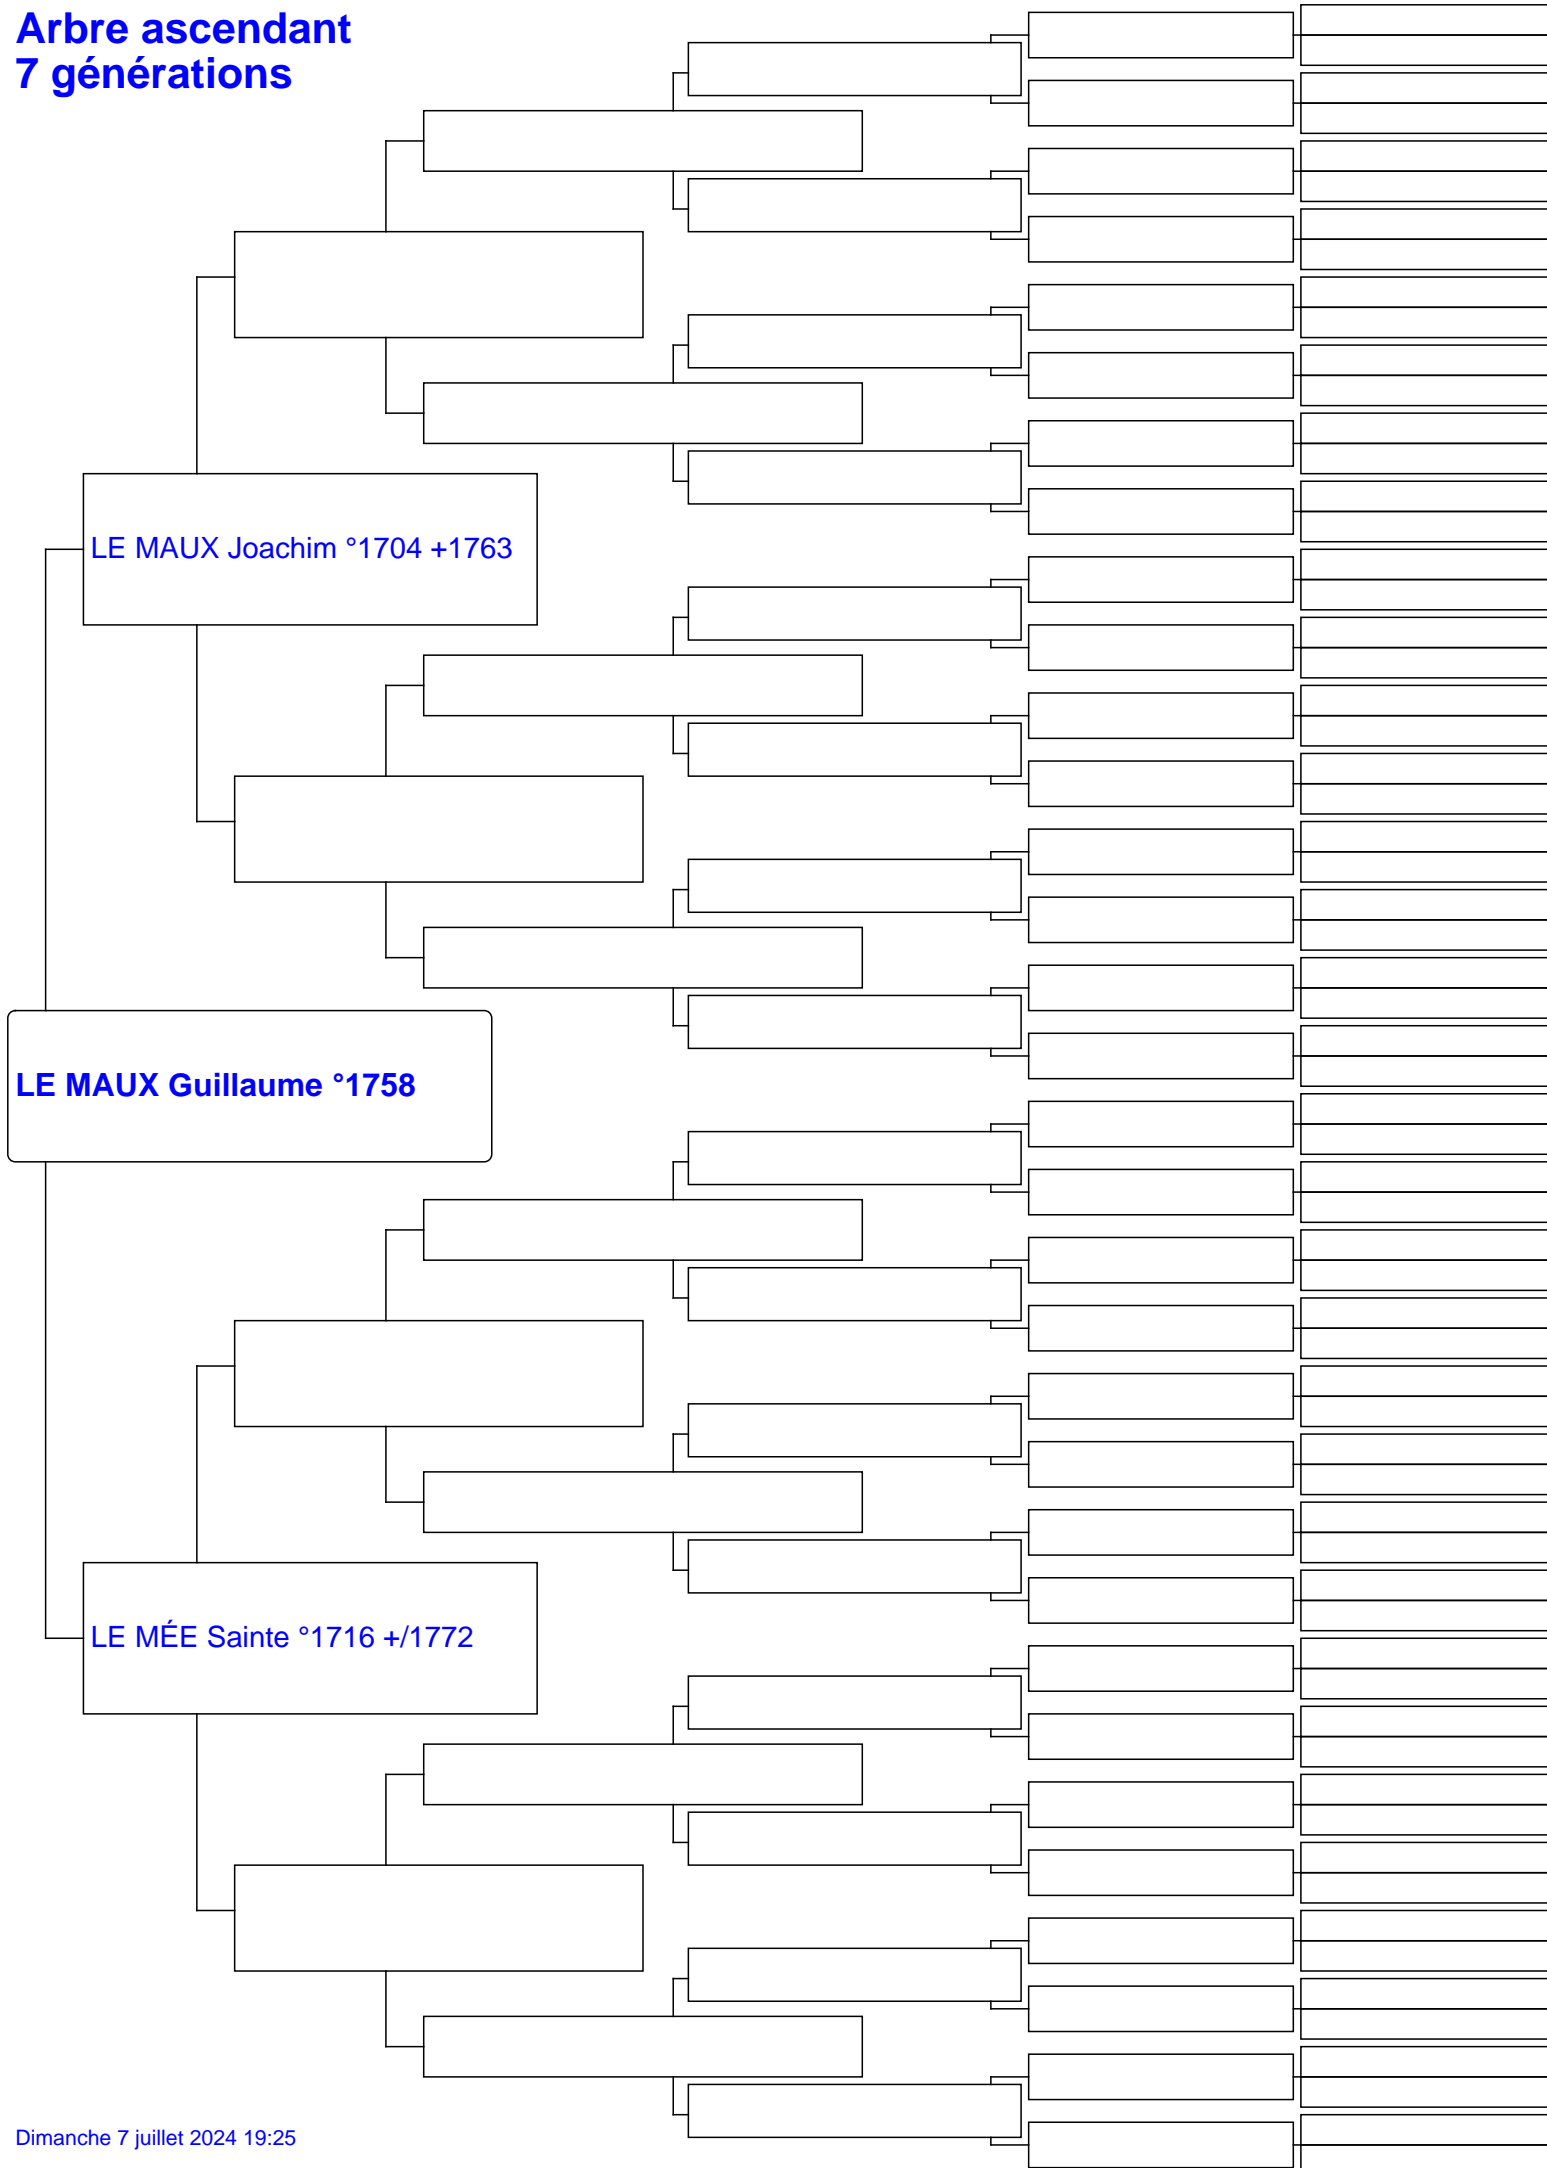 Arbre ascendant
7 générations
LE MAUX Joachim °1704 +1763
LE MAUX Guillaume °1758
LE MÉE Sainte °1716 +/1772
Dimanche 7 juillet 2024 19:25